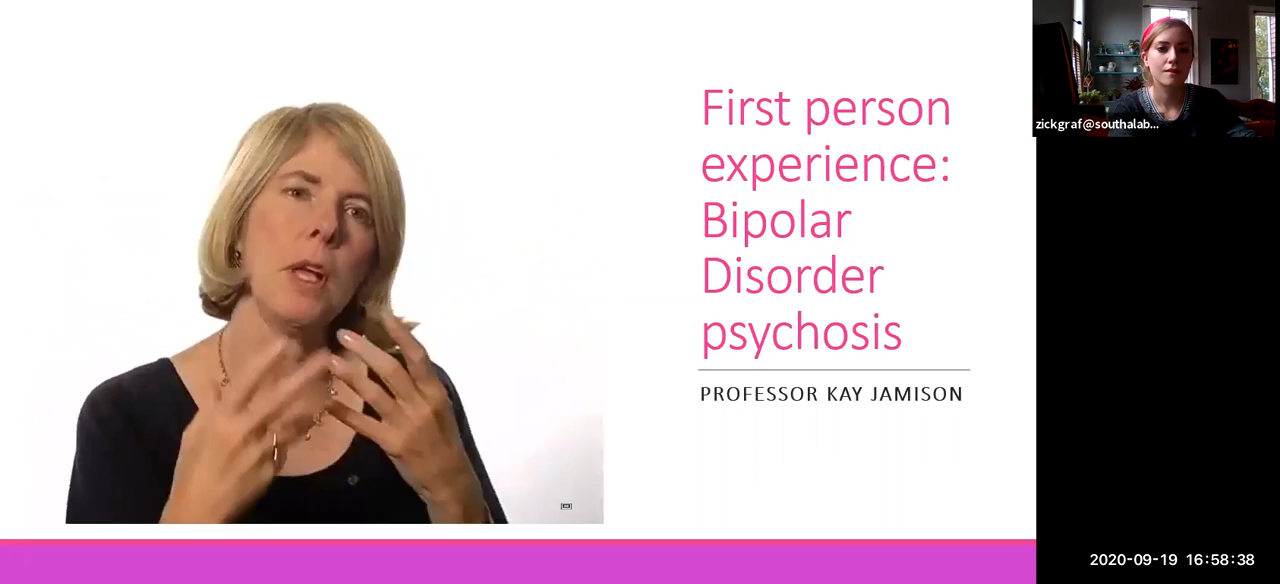 First person
experience:
Bipolar
Disorder
psychosis
PROFESSOR KAY JAMISON
zickgraf@southalab...
2020-09-19 16:58:38